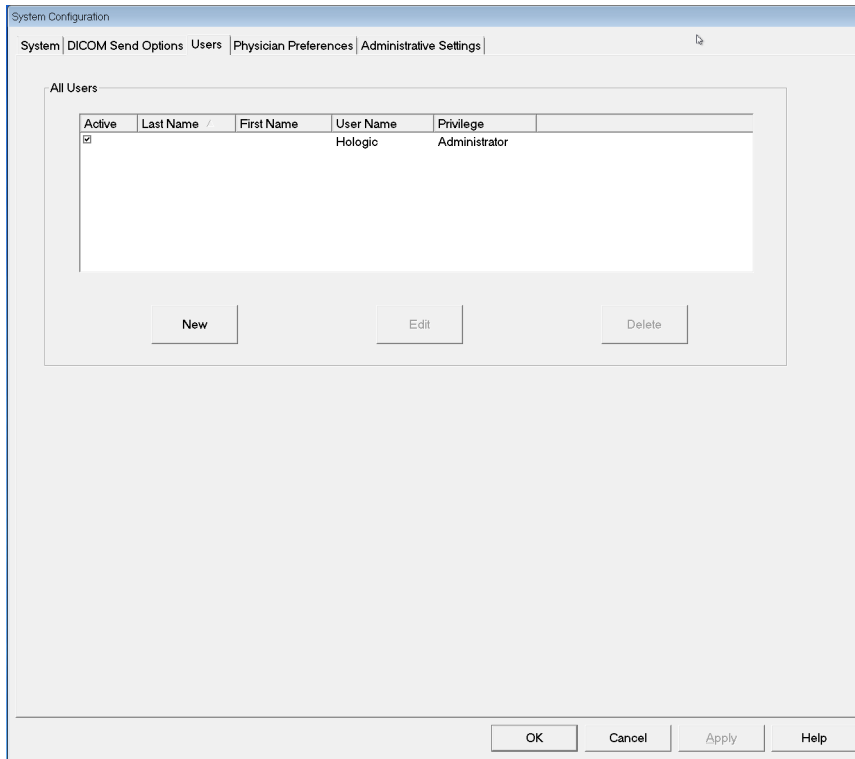 System Configuration
System DICOM Send Options Users Physician Preferences Administrative Settings
All Users
Active Last Name First Name User Name Privilege
Hologic Administrator
New Edit Delete
OK Cancel Apply Help